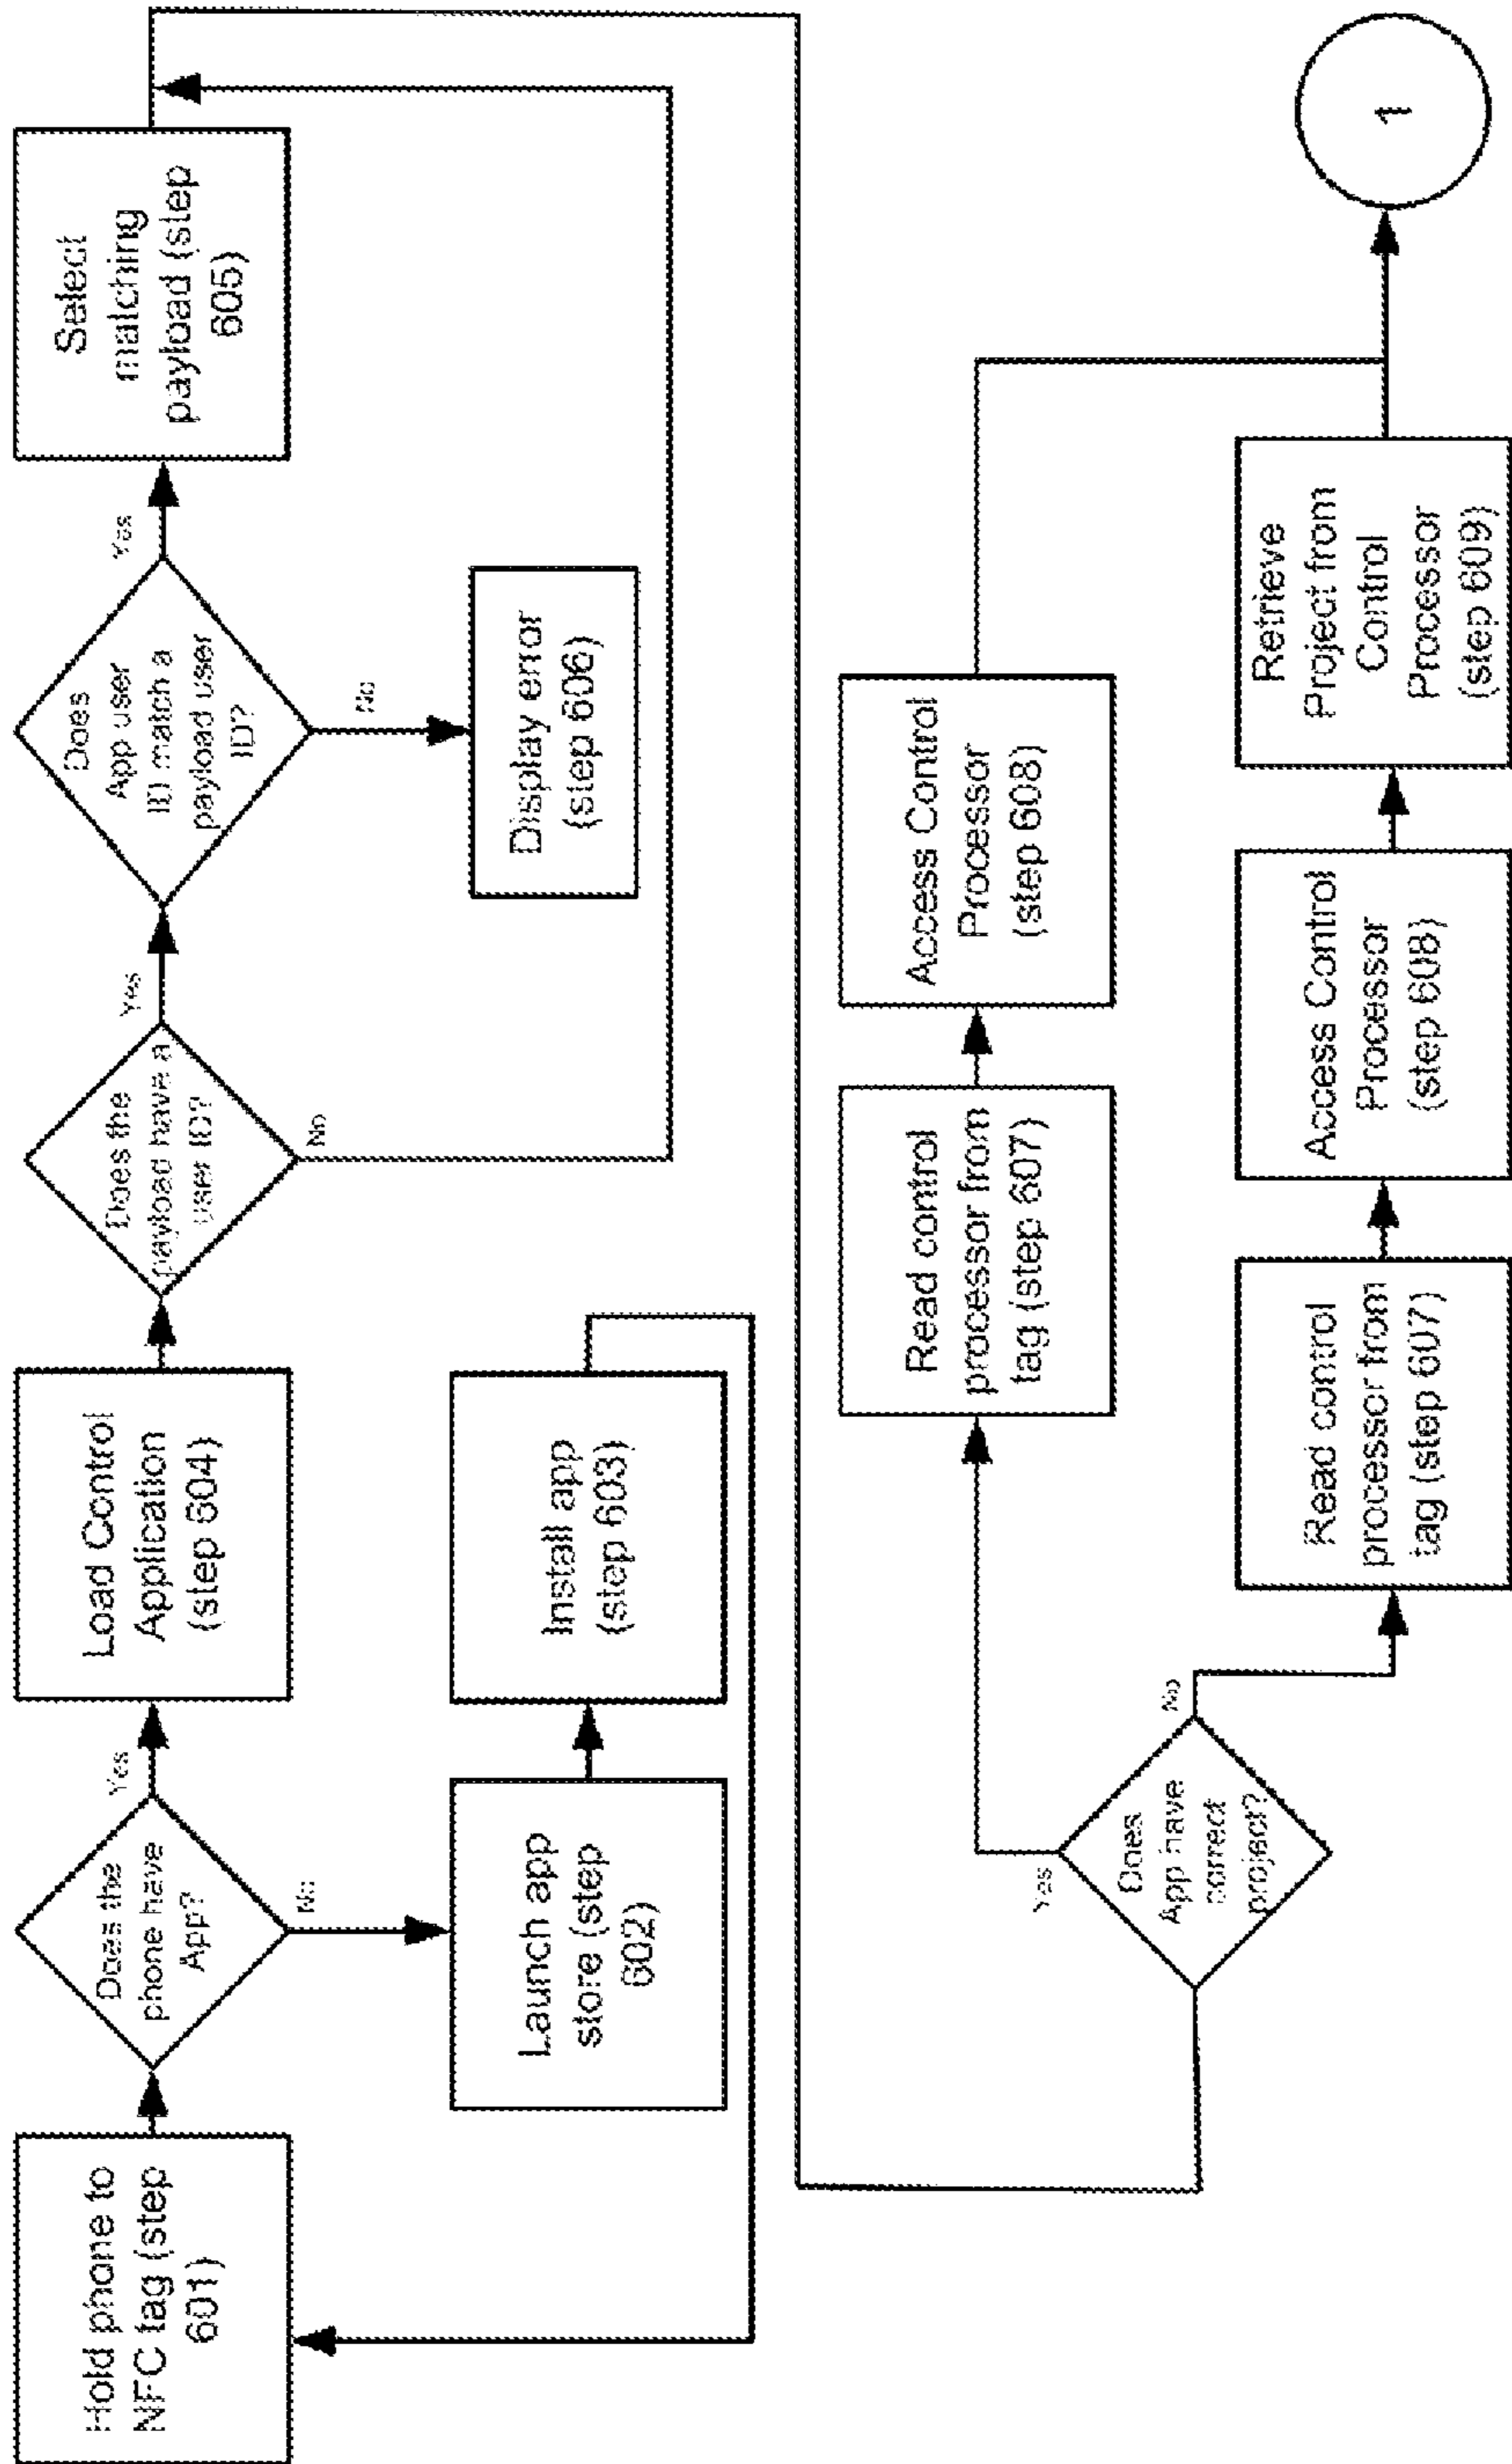 Hold phone to
NFC tag (step
601)
Does the
phone have
App?
Yes
No
Load Control
Application
(step 604)
Launch app
store (step
602)
Install app
(step 603)
Does the
payload have a
user ID?
Yes
No
Does
App user
ID match a
payload user
ID?
Yes
No
Select
matching
payload (step
605)
Display error
(step 606)
Does
App have
correct
project?
Yes
No
Read control
processor from
tag (step 607)
Access Control
Processor
(step 608)
Read control
processor from
tag (step 607)
Access Control
Processor
(step 608)
Retrieve
Project from
Control
Processor
(step 609)
1